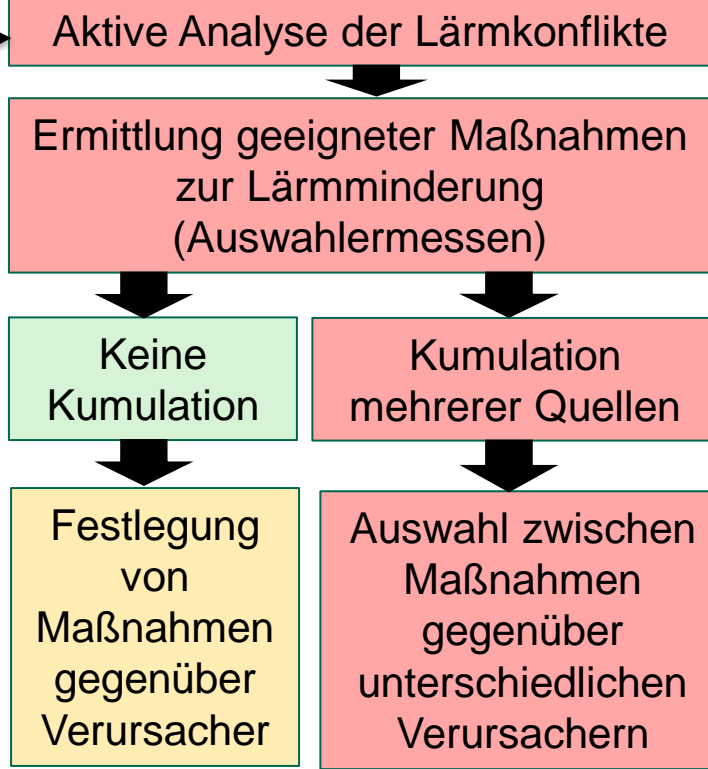 Aktive Analyse der Lärmkonflikte
Ermittlung geeigneter Maßnahmen
zur Lärmminderung
(Auswahlermessen)
Keine
Kumulation
Kumulation
mehrerer Quellen
Festlegung
von
Maßnahmen
gegenüber
Verursacher
Auswahl zwischen
Maßnahmen
gegenüber
unterschiedlichen
Verursachern